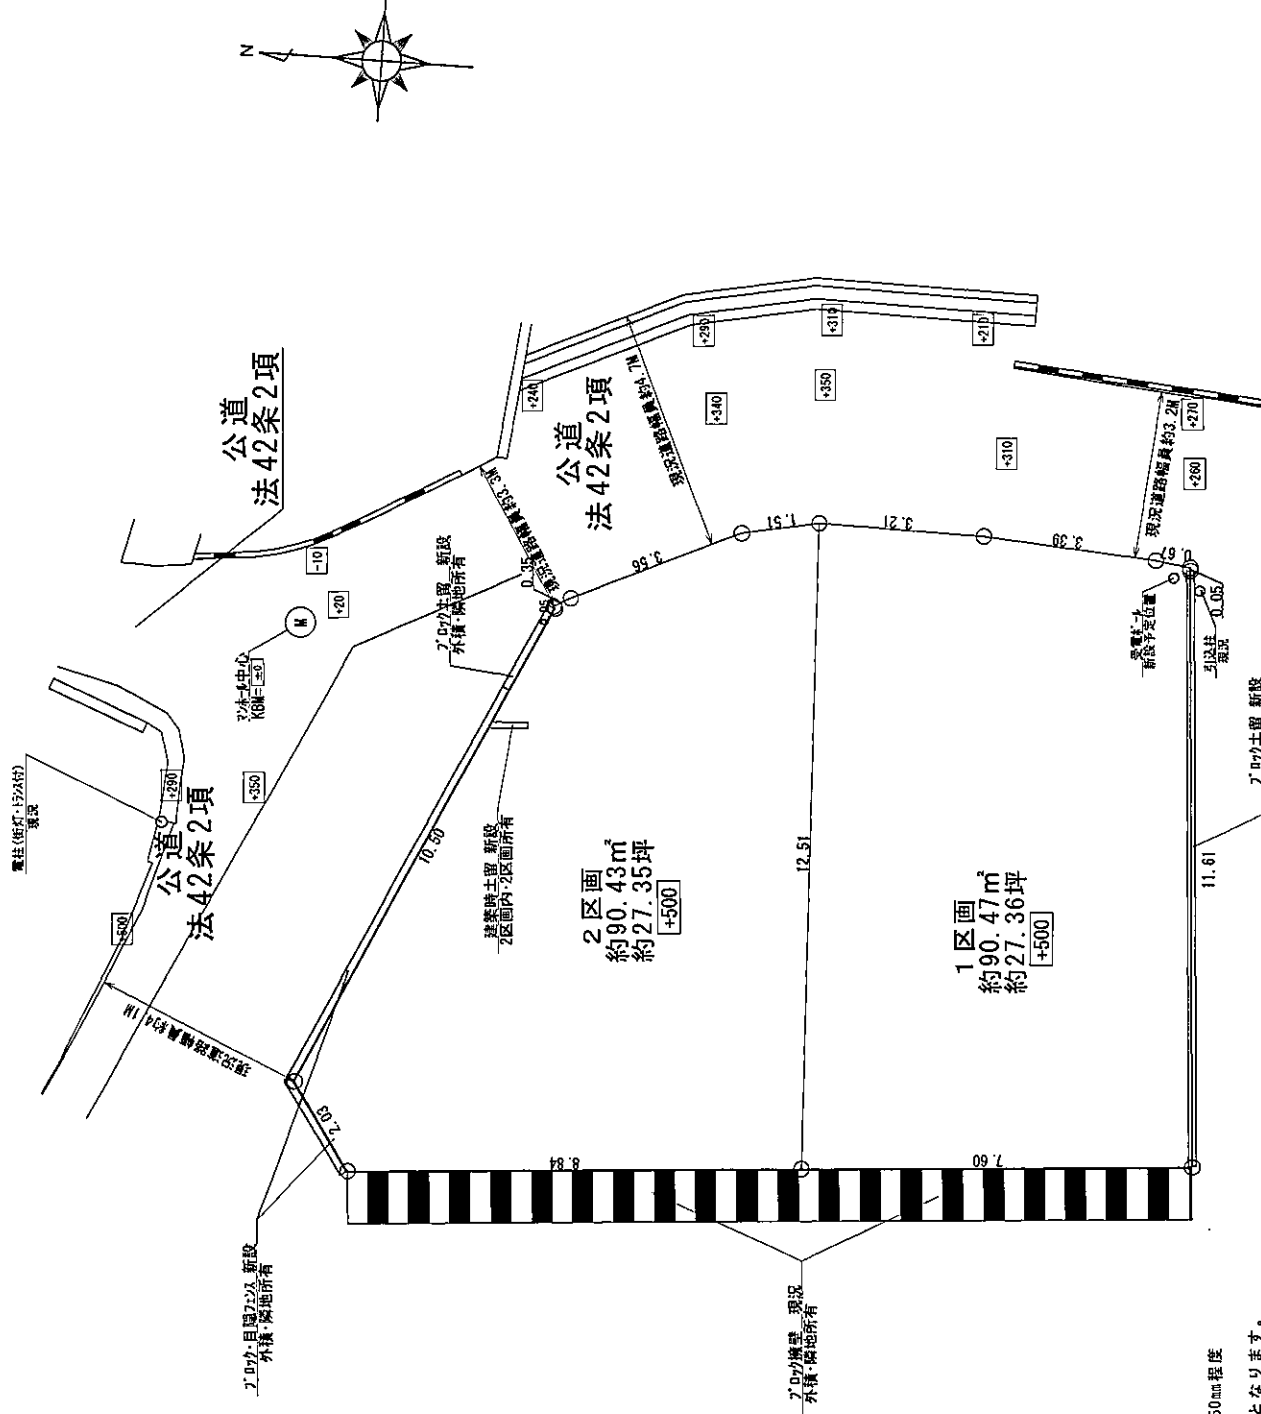 N
公道
法42条2項
電柱(街灯・トランス付)
現況
マンホール中心
KBM=±0
M
-10
+20
+350
+290
+600
公道
法42条2項
現況道路幅員約4.1M
公道
法42条2項
現況道路幅員約3.3M
現況道路幅員約4.7M
現況道路幅員約3.2M
+240
+290
+310
+210
+340
+350
+310
+270
+260
ブロック土留 新設
外積・隣地所有
建築時土留 新設
2区画内・2区画所有
0.35
3.56
1.51
3.21
3.39
0.67
0.05
10.50
2.03
8.84
7.60
12.51
11.61
2区画
約90.43㎡
約27.35坪
+500
1区画
約90.47㎡
約27.36坪
+500
受電ポール
新設予定位置
引込柱
現況
ブロック土留 新設
ブロック・目隠フェンス 新設
外積・隣地所有
ブロック擁壁 現況
外積・隣地所有
50mm程度
となります。